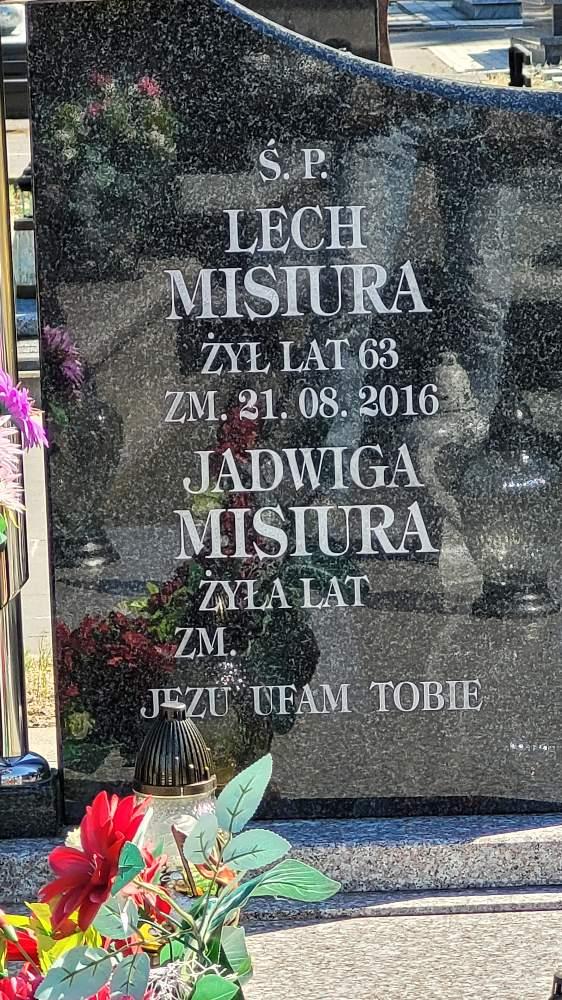 Ś. P.
LECH
MISIURA
ŻYŁ LAT 63
ZM. 21. 08. 2016
JADWIGA
MISIURA
ŻYŁA LAT
ZM.
JEZU UFAM TOBIE